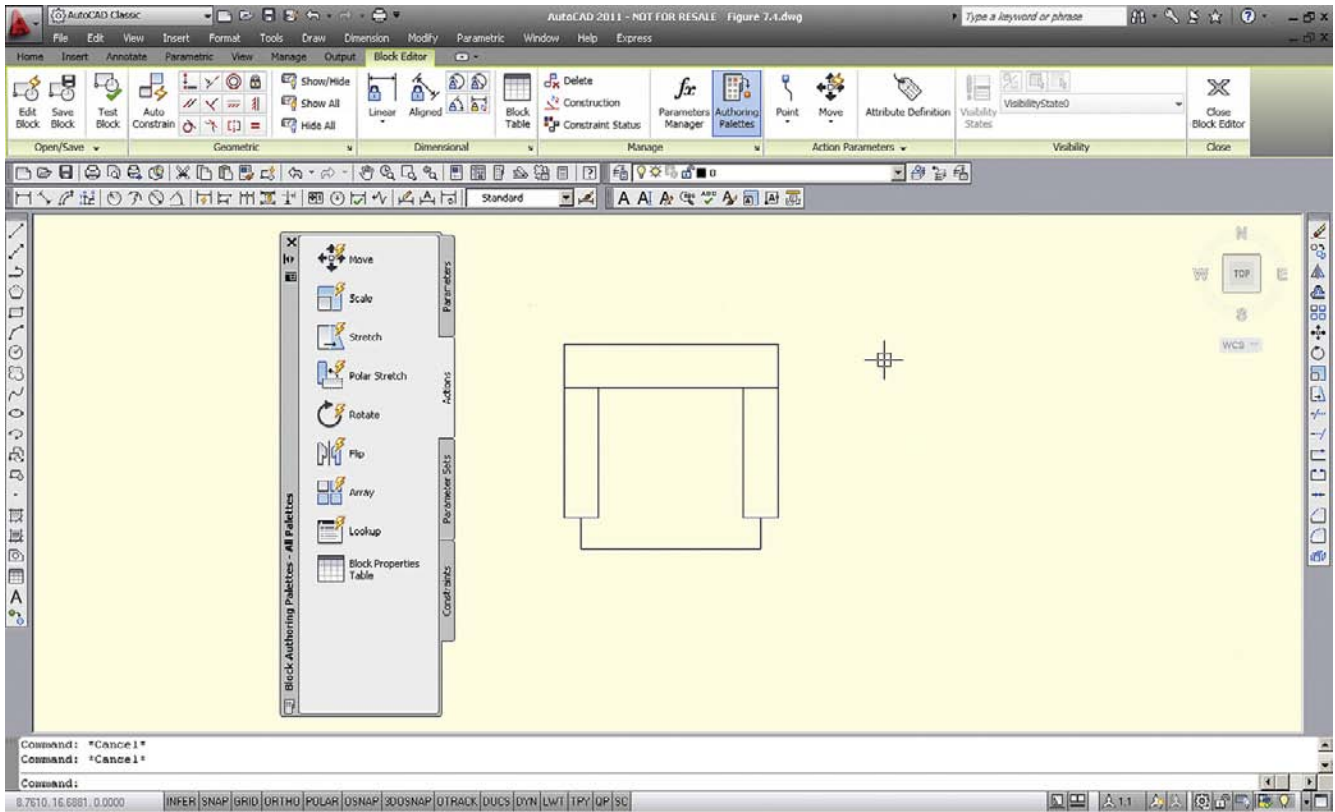 AutoCAD Classic
AutoCAD 2011 - NOT FOR RESALE Figure 7.4.dwg
Type a keyword or phrase
File Edit View Insert Format Tools Draw Dimension Modify Parametric Window Help Express
Home Insert Annotate Parametric View Manage Output Block Editor
Edit Block
Save Block
Test Block
Auto Constrain
Show/Hide
Show All
Hide All
Linear
Aligned
Block Table
Delete
Construction
Constraint Status
fx
Parameters Manager
Authoring Palettes
Point
Move
Attribute Definition
Visibility States
VisibilityState0
Close Block Editor
Open/Save
Geometric
Dimensional
Manage
Action Parameters
Visibility
Close
0
Standard
Move
Scale
Stretch
Polar Stretch
Rotate
Flip
Array
Lookup
Block Properties Table
Parameters
Actions
Parameter Sets
Constraints
Block Authoring Palettes - All Palettes
N
W
TOP
E
S
WCS
Command: *Cancel*
Command: *Cancel*
Command:
8.7610, 16.6881, 0.0000
INFER SNAP GRID ORTHO POLAR OSNAP 3DOSNAP OTRACK DUCS DYN LWT TPY QP SC
1:1